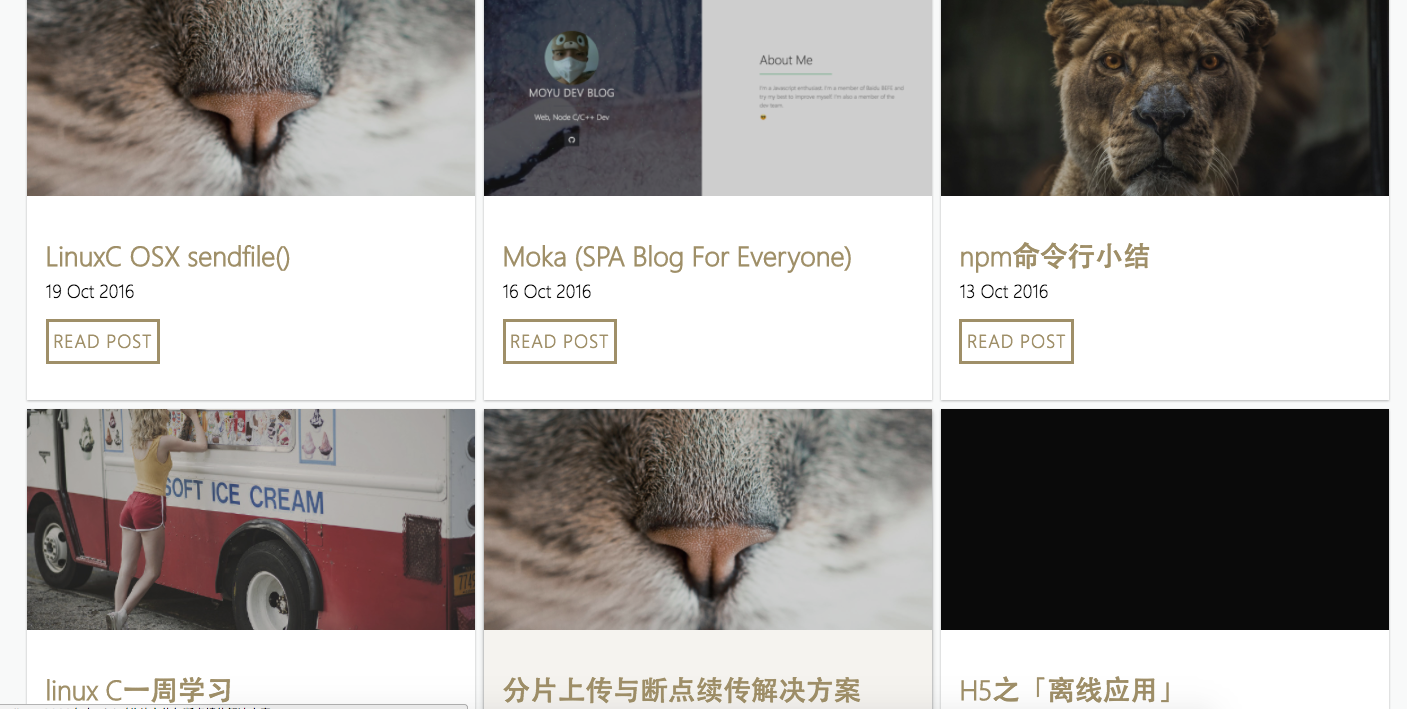 MOYU DEV BLOG
Web, Node C/C++ Dev
About Me
I'm a Javascript enthusiast. I'm a member of Baidu BEFE and
try my best to improve myself. I'm also a member of the
dev team.
LinuxC OSX sendfile()
19 Oct 2016
READ POST
Moka (SPA Blog For Everyone)
16 Oct 2016
READ POST
npm命令行小结
13 Oct 2016
READ POST
SOFT ICE CREAM
linux C一周学习
分片上传与断点续传解决方案
H5之「离线应用」